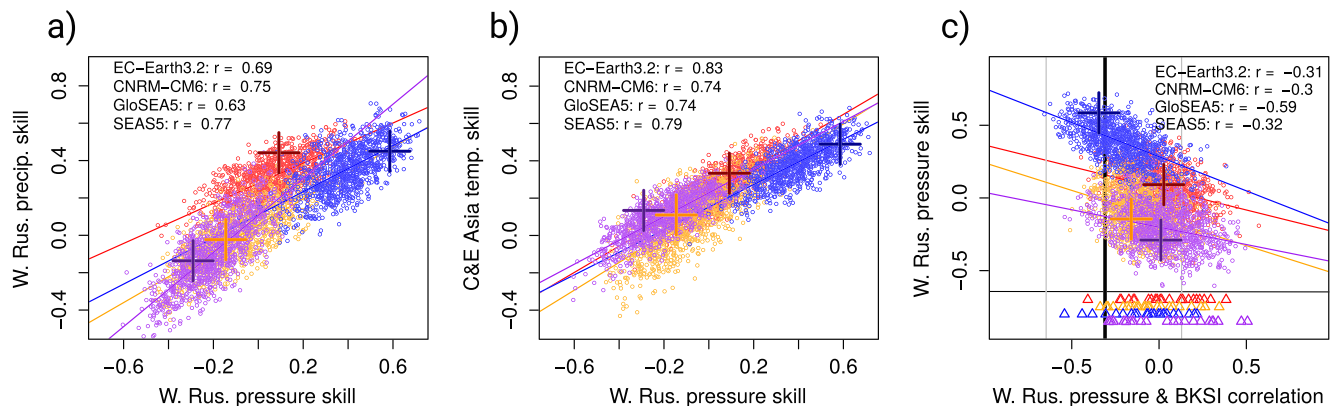 a)
EC−Earth3.2: r = 0.69
CNRM−CM6: r = 0.75
GloSEA5: r = 0.63
SEAS5: r = 0.77
W. Rus. precip. skill
0.8
0.4
0.0
−0.4
−0.6
−0.2
0.2
0.6
W. Rus. pressure skill
b)
EC−Earth3.2: r = 0.83
CNRM−CM6: r = 0.74
GloSEA5: r = 0.74
SEAS5: r = 0.79
C&E Asia temp. skill
0.8
0.4
0.0
−0.4
−0.6
−0.2
0.2
0.6
W. Rus. pressure skill
c)
EC−Earth3.2: r = −0.31
CNRM−CM6: r = −0.3
GloSEA5: r = −0.59
SEAS5: r = −0.32
W. Rus. pressure skill
0.5
0.0
−0.5
−0.5
0.0
0.5
W. Rus. pressure & BKSI correlation